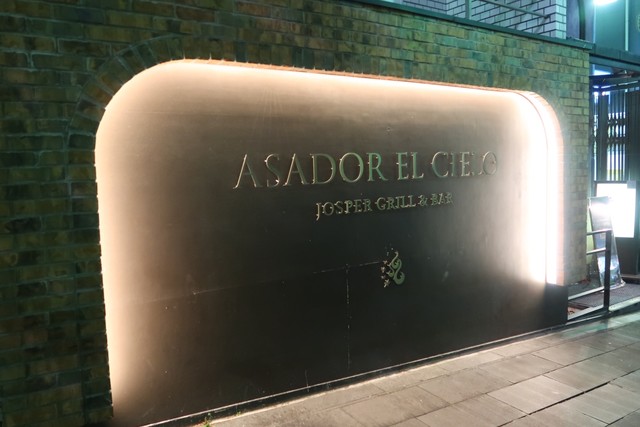 ASADOR EL CIELO
JOSPER GRILL & BAR